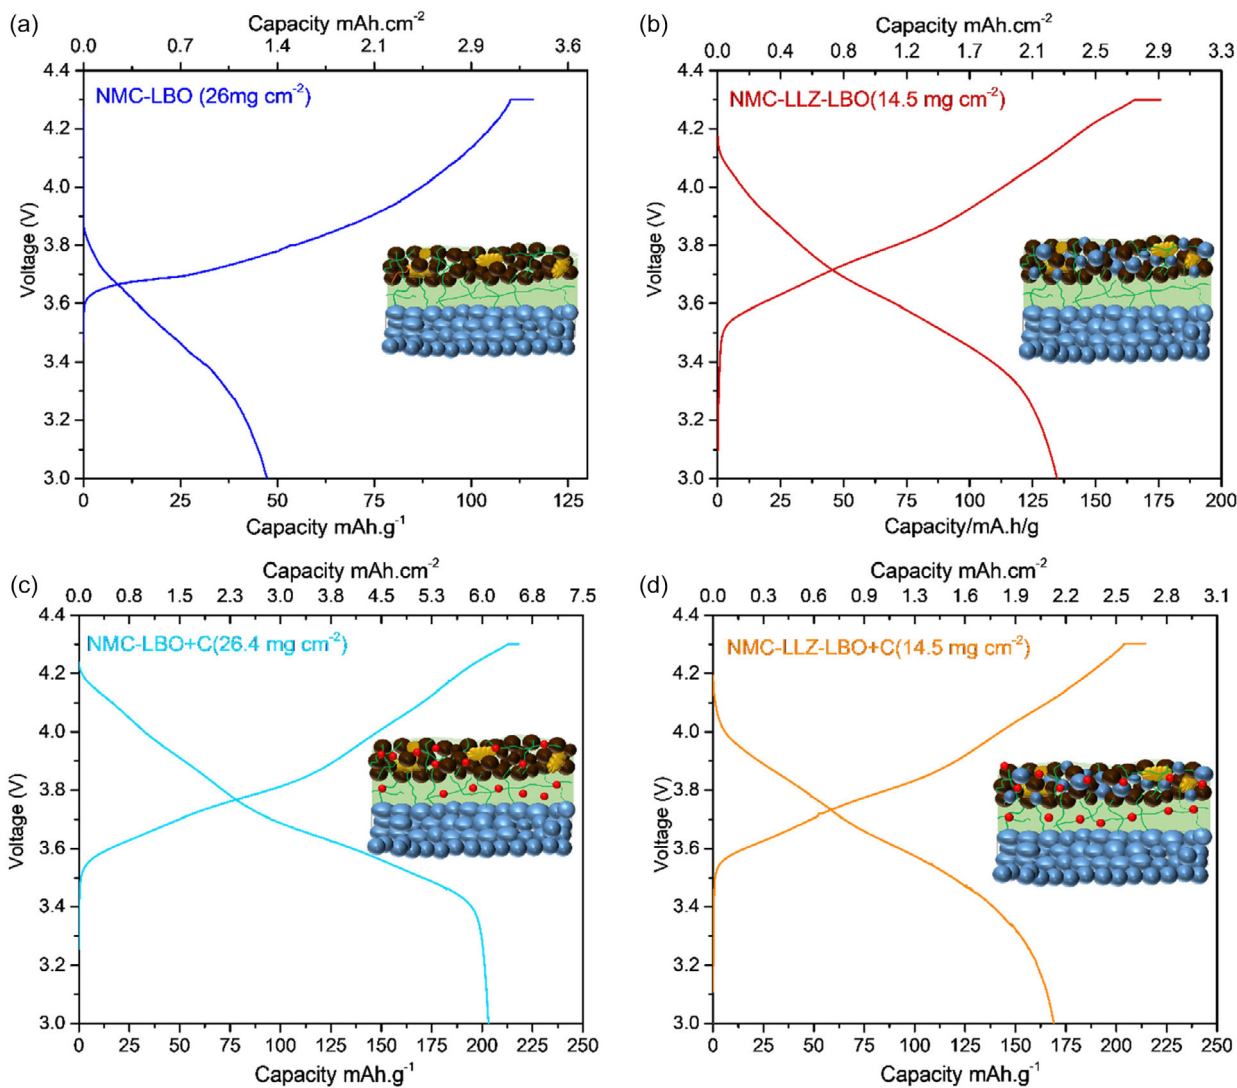 (a)
Capacity mAh.cm-2
0.0 0.7 1.4 2.1 2.9 3.6
4.4
4.2
4.0
3.8
3.6
3.4
3.2
3.0
Voltage (V)
NMC-LBO (26mg cm-2)
0 25 50 75 100 125
Capacity mAh.g-1
(b)
Capacity mAh.cm-2
0.0 0.4 0.8 1.2 1.7 2.1 2.5 2.9 3.3
4.4
4.2
4.0
3.8
3.6
3.4
3.2
3.0
Voltage (V)
NMC-LLZ-LBO(14.5 mg cm-2)
0 25 50 75 100 125 150 175 200
Capacity/mA.h/g
(c)
Capacity mAh.cm-2
0.0 0.8 1.5 2.3 3.0 3.8 4.5 5.3 6.0 6.8 7.5
4.4
4.2
4.0
3.8
3.6
3.4
3.2
3.0
Voltage (V)
NMC-LBO+C(26.4 mg cm-2)
0 25 50 75 100 125 150 175 200 225 250
Capacity mAh.g-1
(d)
Capacity mAh.cm-2
0.0 0.3 0.6 0.9 1.3 1.6 1.9 2.2 2.5 2.8 3.1
4.4
4.2
4.0
3.8
3.6
3.4
3.2
3.0
Voltage (V)
NMC-LLZ-LBO+C(14.5 mg cm-2)
0 25 50 75 100 125 150 175 200 225 250
Capacity mAh.g-1